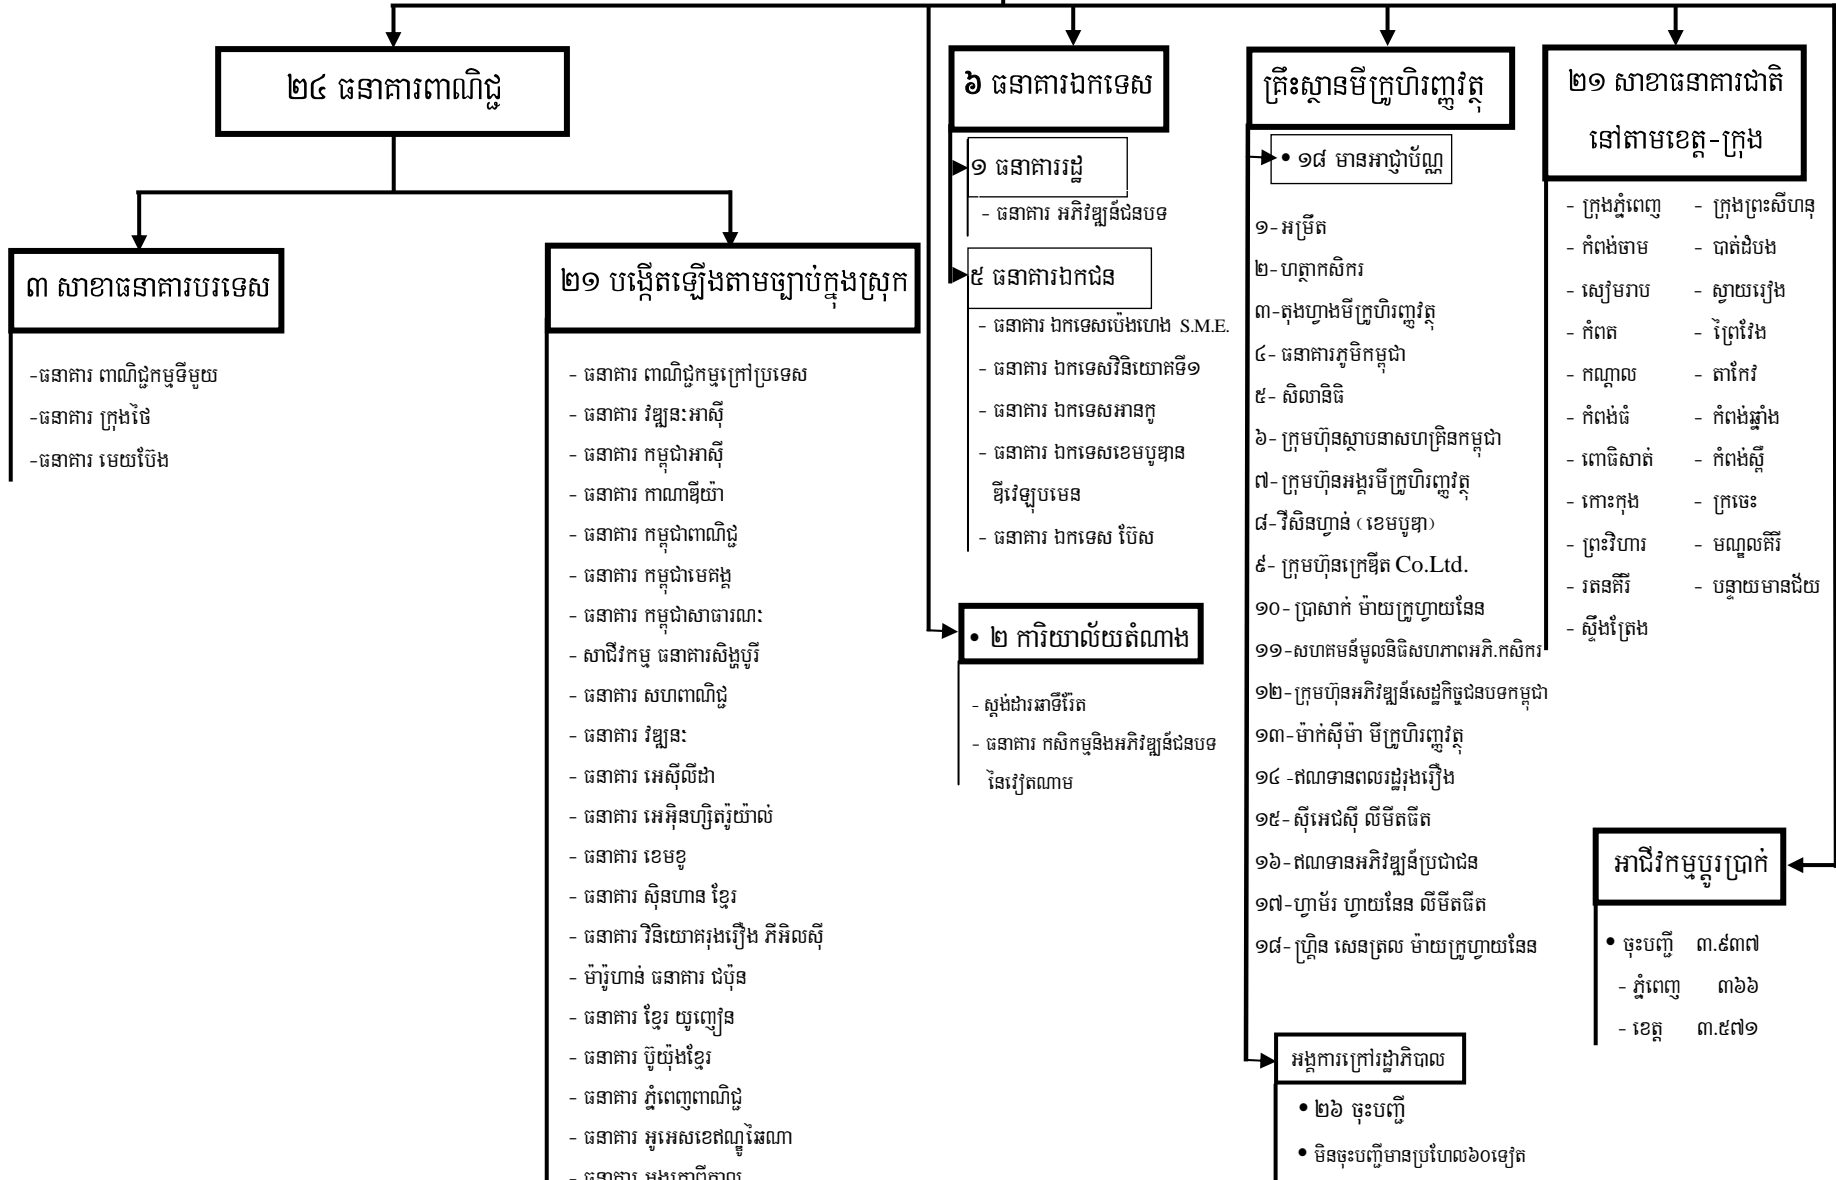 ២៤ ធនាគារពាណិជ្ជ
៣ សាខាធនាគារបរទេស
-ធនាគារ ពាណិជ្ជកម្មទីមួយ
-ធនាគារ ក្រុងថៃ
-ធនាគារ មេយប៊ែង
២១ បង្កើតឡើងតាមច្បាប់ក្នុងស្រុក
- ធនាគារ ពាណិជ្ជកម្មក្រៅប្រទេស
- ធនាគារ វឌ្ឍនៈអាស៊ី
- ធនាគារ កម្ពុជាអាស៊ី
- ធនាគារ កាណាឌីយ៉ា
- ធនាគារ កម្ពុជាពាណិជ្ជ
- ធនាគារ កម្ពុជាមេគង្គ
- ធនាគារ កម្ពុជាសាធារណៈ
- សាជីវកម្ម ធនាគារសិង្ហបូរី
- ធនាគារ សហពាណិជ្ជ
- ធនាគារ វឌ្ឍនៈ
- ធនាគារ អេស៊ីលីដា
- ធនាគារ អេអិុនហ្សិតរ៉ូយ៉ាល់
- ធនាគារ ខេមខូ
- ធនាគារ ស៊ិនហាន ខ្មែរ
- ធនាគារ វិនិយោគរុងរឿង ភីអិលស៊ី
- ម៉ារ៉ូហាន់ ធនាគារ ជប៉ុន
- ធនាគារ ខ្មែរ យូញៀន
- ធនាគារ ប៊ូយ៉ុងខ្មែរ
- ធនាគារ ភ្នំពេញពាណិជ្ជ
- ធនាគារ អូអេសខេឥណ្ឌូឆៃណា
៦ ធនាគារឯកទេស
១ ធនាគាររដ្ឋ
- ធនាគារ អភិវឌ្ឍន៍ជនបទ
៥ ធនាគារឯកជន
- ធនាគារ ឯកទេសប៉េងហេង S.M.E.
- ធនាគារ ឯកទេសវិនិយោគទី១
- ធនាគារ ឯកទេសអានកូ
- ធនាគារ ឯកទេសខេមបូឌាន
ឌីវេឡុបមេន
- ធនាគារ ឯកទេស ប៊ែស
• ២ ការិយាល័យតំណាង
- ស្តង់ដារឆាទឺរ៉ែត
- ធនាគារ កសិកម្មនិងអភិវឌ្ឍន៍ជនបទ
នៃវៀតណាម
គ្រឹះស្ថានមីក្រូហិរញ្ញវត្ថុ
• ១៨ មានអាជ្ញាប័ណ្ណ
១-អម្រឹត
២-ហត្ថាកសិករ
៣-តុងហ្វាងមីក្រូហិរញ្ញវត្ថុ
៤- ធនាគារភូមិកម្ពុជា
៥- សិលានិធិ
៦- ក្រុមហ៊ុនស្ថាបនាសហគ្រិនកម្ពុជា
៧-ក្រុមហ៊ុនអង្គរមីក្រូហិរញ្ញវត្ថុ
៨-វីសិនហ្វាន់ (ខេមបូឌា)
៩- ក្រុមហ៊ុនក្រេឌីត Co.Ltd.
១០-ប្រាសាក់ ម៉ាយក្រូហ្វាយនែន
១១-សហគមន៍មូលនិធិសហភាពអភិ.កសិករ
១២-ក្រុមហ៊ុនអភិវឌ្ឍន៍សេដ្ឋកិច្ចជនបទកម្ពុជា
១៣-ម៉ាក់ស៊ីម៉ា មីក្រូហិរញ្ញវត្ថុ
១៤ -ឥណទានពលរដ្ឋរុងរឿង
១៥-ស៊ីអេជស៊ី លីមីតធីត
១៦-ឥណទានអភិវឌ្ឍន៍ប្រជាជន
១៧-ហ្វាម័រ ហ្វាយនែន លីមីតធីត
១៨-ហ្គ្រិន សេនត្រល ម៉ាយក្រូហ្វាយនែន
អង្គការក្រៅរដ្ឋាភិបាល
• ២៦ ចុះបញ្ជី
• មិនចុះបញ្ជីមានប្រហែល៦០ទៀត
២១ សាខាធនាគារជាតិ
នៅតាមខេត្ត-ក្រុង
- ក្រុងភ្នំពេញ - ក្រុងព្រះសីហនុ
- កំពង់ចាម - បាត់ដំបង
- សៀមរាប - ស្វាយរៀង
- កំពត - ព្រៃវែង
- កណ្តាល - តាកែវ
- កំពង់ធំ - កំពង់ឆ្នាំង
- ពោធិសាត់ - កំពង់ស្ពឺ
- កោះកុង - ក្រចេះ
- ព្រះវិហារ - មណ្ឌលគីរី
- រតនគីរី - បន្ទាយមានជ័យ
- ស្ទឹងត្រែង
អាជីវកម្មប្តូរប្រាក់
• ចុះបញ្ជី ៣.៩៣៧
- ភ្នំពេញ ៣៦៦
- ខេត្ត ៣.៥៧១